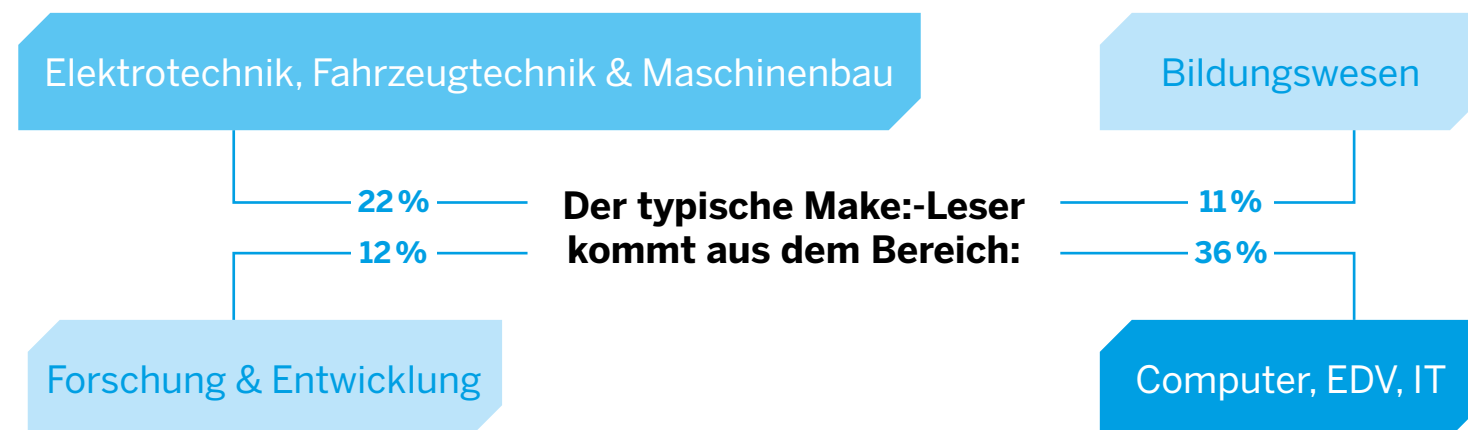 Elektrotechnik, Fahrzeugtechnik & Maschinenbau
Bildungswesen
22 %
Der typische Make:-Leser
11 %
12 %
kommt aus dem Bereich:
36 %
Forschung & Entwicklung
Computer, EDV, IT